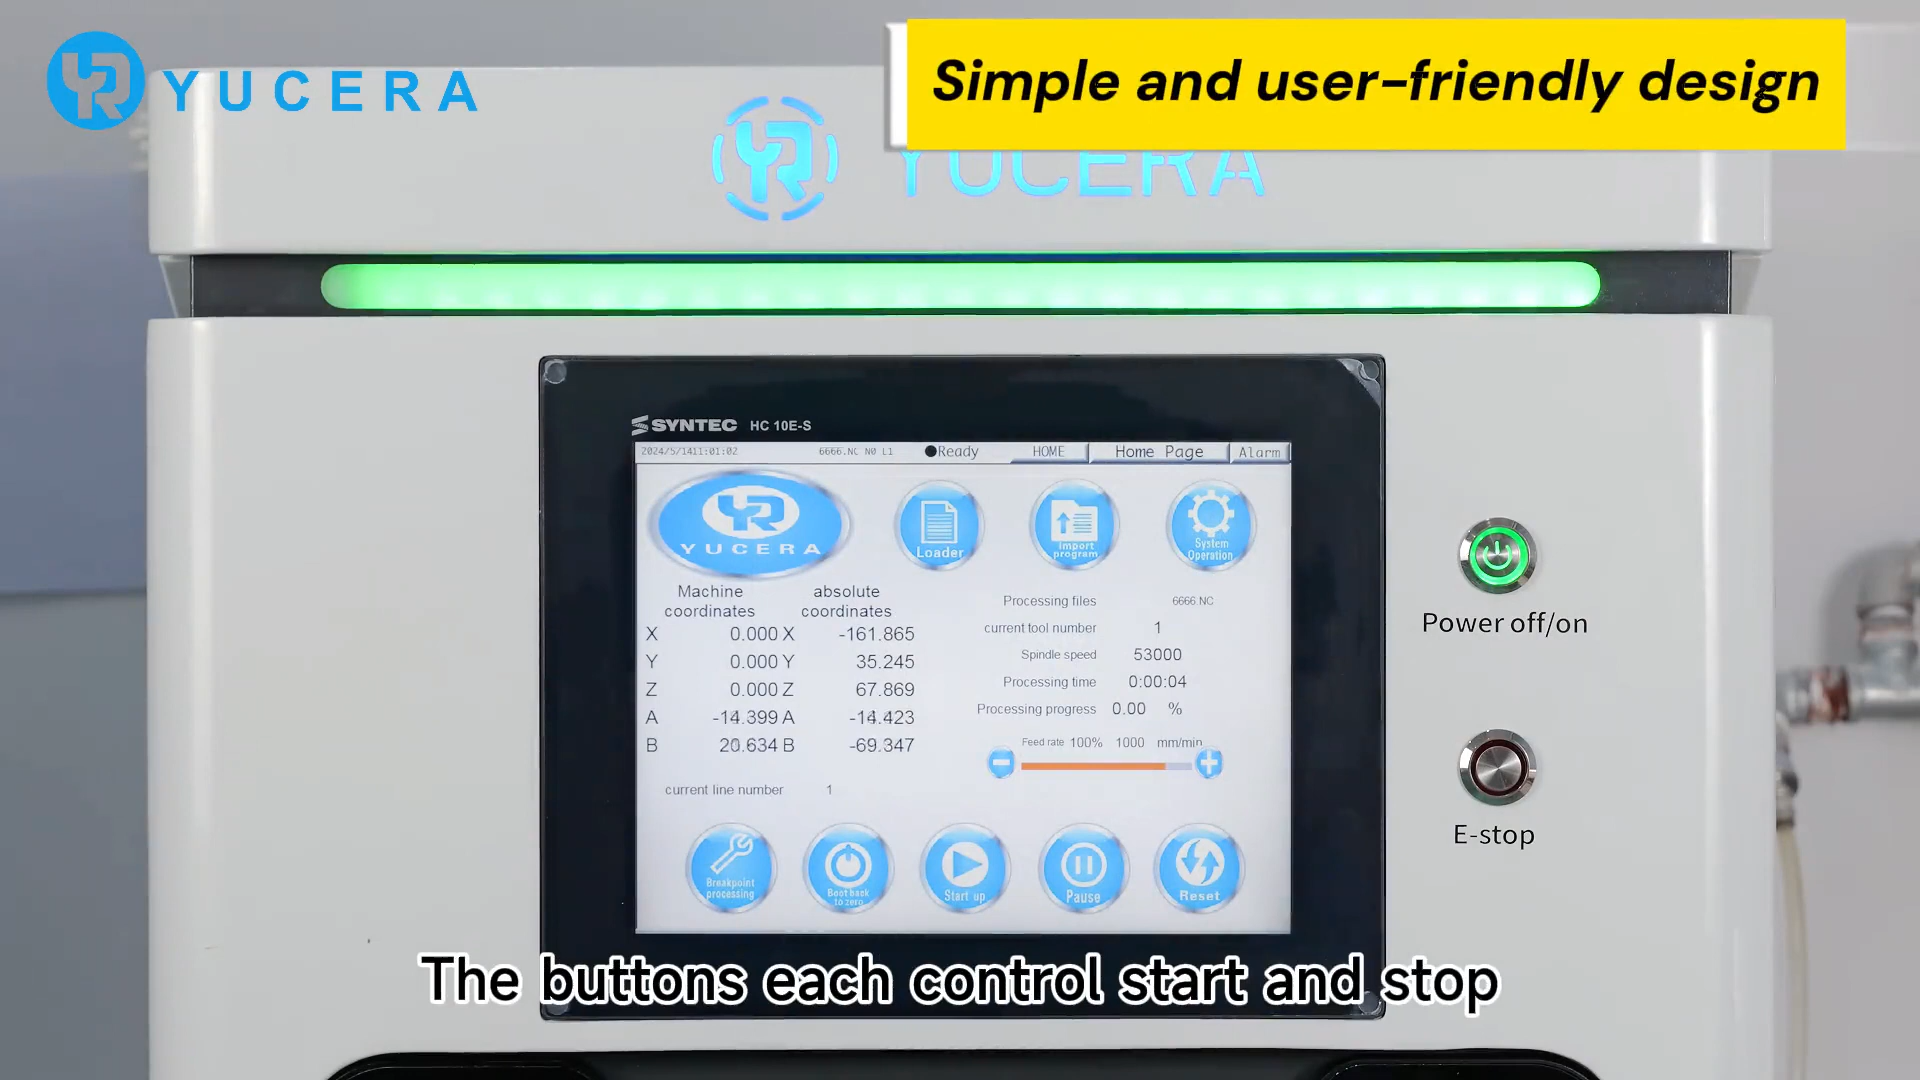 YUCERA
Simple and user-friendly design
YUCERA
SYNTEC HC 10E-S
2024/5/14 11:01:02 6666.NC N0 L1 Ready HOME Home Page Alarm
YUCERA
Loader
Import
program
System
Operation
Machine
coordinates
absolute
coordinates
X 0.000 X -161.865
Y 0.000 Y 35.245
Z 0.000 Z 67.869
A -14.399 A -14.423
B 20.634 B -69.347
current line number 1
Processing files 6666.NC
current tool number 1
Spindle speed 53000
Processing time 0:00:04
Processing progress 0.00 %
Feed rate 100% 1000 mm/min
Breakpoint
processing
Boot back
to zero
Start up
Pause
Reset
Power off/on
E-stop
The buttons each control start and stop